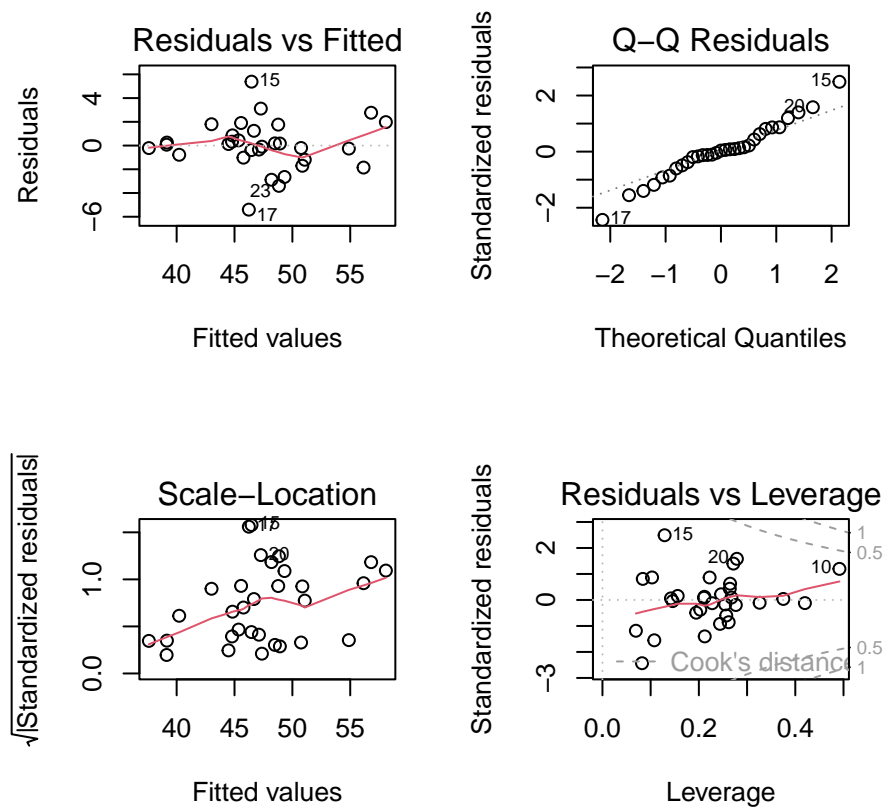 Residuals vs Fitted
Residuals
4
0
−6
15
23
17
40 45 50 55
Fitted values
Q−Q Residuals
Standardized residuals
2
0
−2
15
20
17
−2 −1 0 1 2
Theoretical Quantiles
Scale−Location
√|Standardized residuals|
1.0
0.0
15
40 45 50 55
Fitted values
Residuals vs Leverage
Standardized residuals
2
0
−3
15
20
10
1
0.5
0.5
1
Cook's distance
0.0 0.2 0.4
Leverage